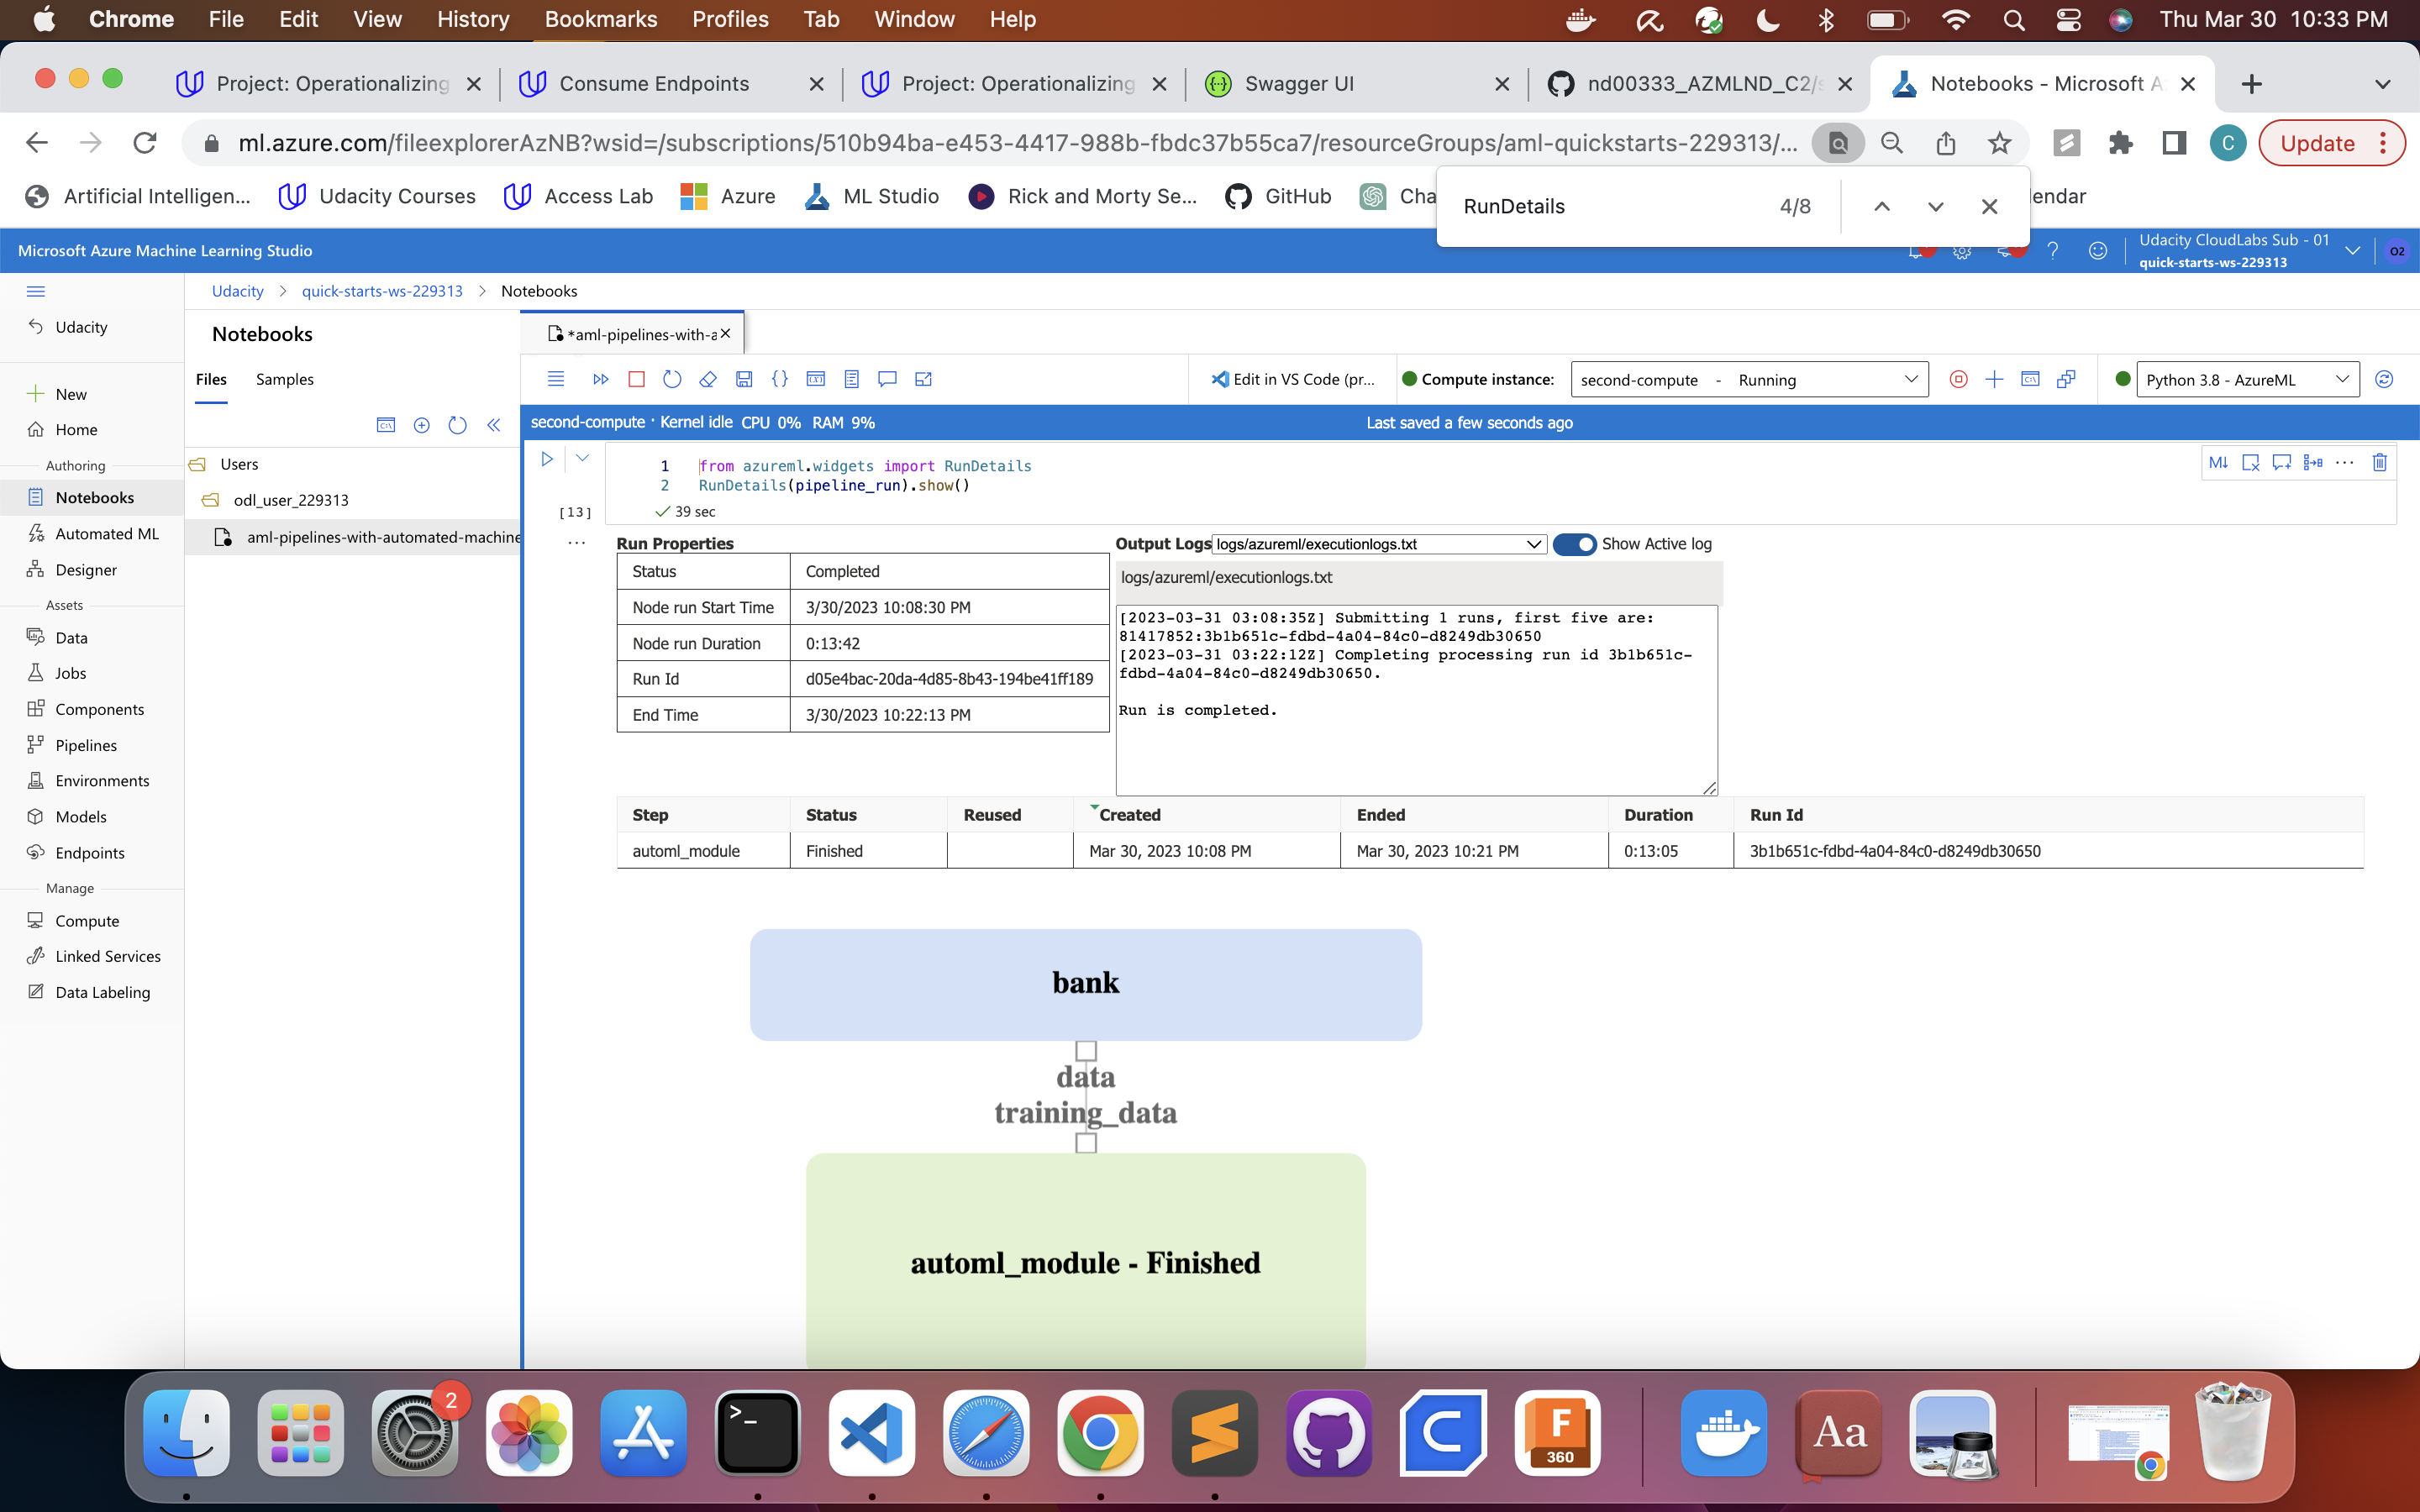 Chrome File Edit View History Bookmarks Profiles Tab Window Help Thu Mar 30 10:33 PM
Project: Operationalizing Consume Endpoints Project: Operationalizing Swagger UI nd00333_AZMLND_C2/s Notebooks - Microsoft A
ml.azure.com/fileexplorerAzNB?wsid=/subscriptions/510b94ba-e453-4417-988b-fbdc37b55ca7/resourceGroups/aml-quickstarts-229313/... C Update
Artificial Intelligen... Udacity Courses Access Lab Azure ML Studio Rick and Morty Se... GitHub Cha endar
RunDetails 4/8
Microsoft Azure Machine Learning Studio
Udacity CloudLabs Sub - 01
quick-starts-ws-229313
O2
Udacity > quick-starts-ws-229313 > Notebooks
Udacity
New
Home
Authoring
Notebooks
Automated ML
Designer
Assets
Data
Jobs
Components
Pipelines
Environments
Models
Endpoints
Manage
Compute
Linked Services
Data Labeling
Notebooks
Files Samples
Users
odl_user_229313
aml-pipelines-with-automated-machine
*aml-pipelines-with-a
Edit in VS Code (pr... Compute instance: second-compute - Running Python 3.8 - AzureML
second-compute · Kernel idle CPU 0% RAM 9% Last saved a few seconds ago
1 from azureml.widgets import RunDetails
2 RunDetails(pipeline_run).show()
[13] 39 sec
M↓
Run Properties
Status Completed
Node run Start Time 3/30/2023 10:08:30 PM
Node run Duration 0:13:42
Run Id d05e4bac-20da-4d85-8b43-194be41ff189
End Time 3/30/2023 10:22:13 PM
Output Logs logs/azureml/executionlogs.txt Show Active log
logs/azureml/executionlogs.txt
[2023-03-31 03:08:35Z] Submitting 1 runs, first five are:
81417852:3b1b651c-fdbd-4a04-84c0-d8249db30650
[2023-03-31 03:22:12Z] Completing processing run id 3b1b651c-
fdbd-4a04-84c0-d8249db30650.
Run is completed.
Step Status Reused Created Ended Duration Run Id
automl_module Finished Mar 30, 2023 10:08 PM Mar 30, 2023 10:21 PM 0:13:05 3b1b651c-fdbd-4a04-84c0-d8249db30650
bank
data
training_data
automl_module - Finished
2
>_
C
F
360
Aa